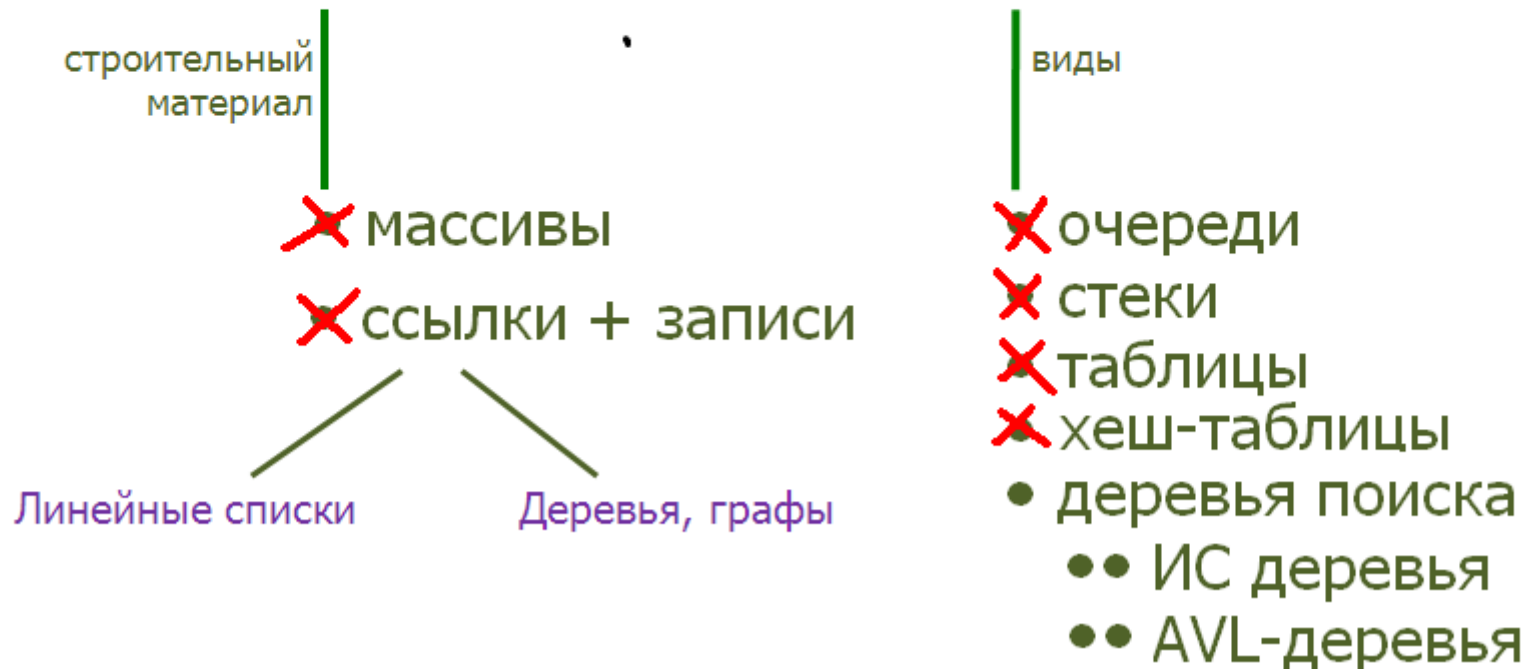 строительный
материал
• массивы
• ссылки + записи
Линейные списки
Деревья, графы
виды
• очереди
• стеки
• таблицы
• хеш-таблицы
• деревья поиска
•• ИС деревья
•• AVL-деревья